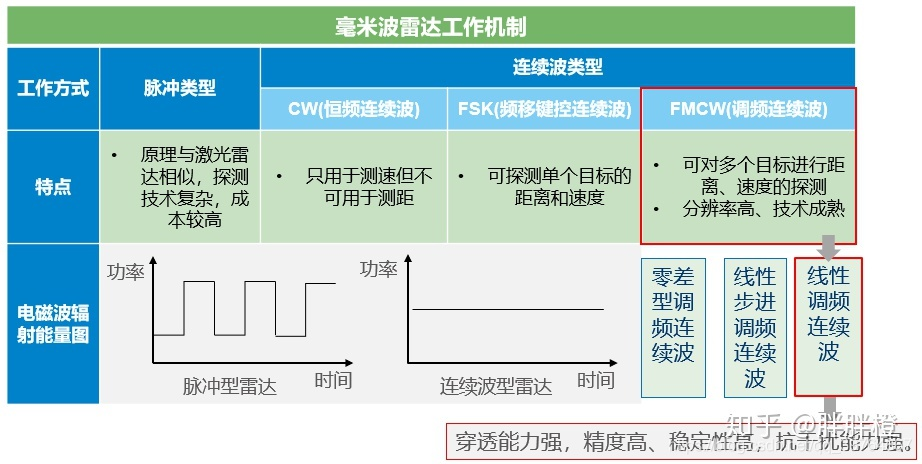 毫米波雷达工作机制
工作方式
脉冲类型
连续波类型
CW(恒频连续波)
FSK(频移键控连续波)
FMCW(调频连续波)
特点
• 原理与激光雷
达相似，探测
技术复杂，成
本较高
• 只用于测速但不
可用于测距
• 可探测单个目标的
距离和速度
• 可对多个目标进行距
离、速度的探测
• 分辨率高、技术成熟
电磁波辐
射能量图
功率
时间
脉冲型雷达
功率
时间
连续波型雷达
零差
型调
频连
续波
线性
步进
调频
连续
波
线性
调频
连续
波
穿透能力强，精度高、稳定性高，抗干扰能力强。
知乎 @胖胖橙